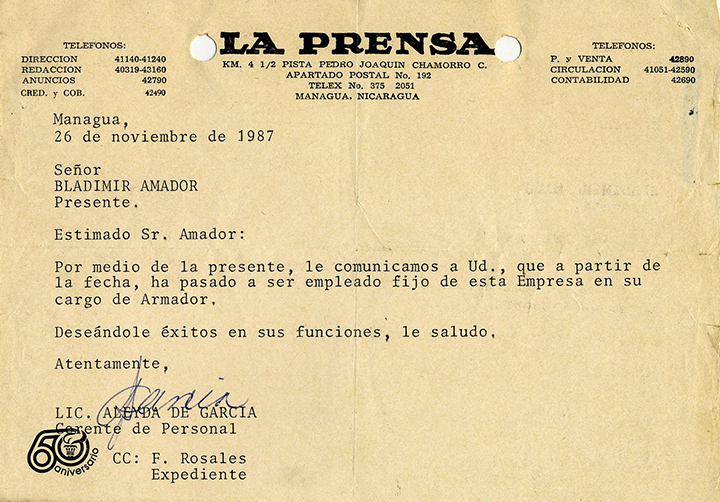 LA PRENSA
KM. 4 1/2 PISTA PEDRO JOAQUIN CHAMORRO C.
APARTADO POSTAL No. 192
TELEX No. 375 2051
MANAGUA, NICARAGUA
TELEFONOS:
DIRECCION 41140-41240
REDACCION 40319-43160
ANUNCIOS 42790
CRED. y COB. 42490
TELEFONOS:
P. y VENTA 42890
CIRCULACION 41051-42590
CONTABILIDAD 42690
Managua,
26 de noviembre de 1987
Señor
BLADIMIR AMADOR
Presente.
Estimado Sr. Amador:
Por medio de la presente, le comunicamos a Ud., que a partir de
la fecha, ha pasado a ser empleado fijo de esta Empresa en su
cargo de Armador.
Deseándole éxitos en sus funciones, le saludo.
Atentamente,
LIC. ALEYDA DE GARCIA
Gerente de Personal
60 aniversario
CC: F. Rosales
Expediente